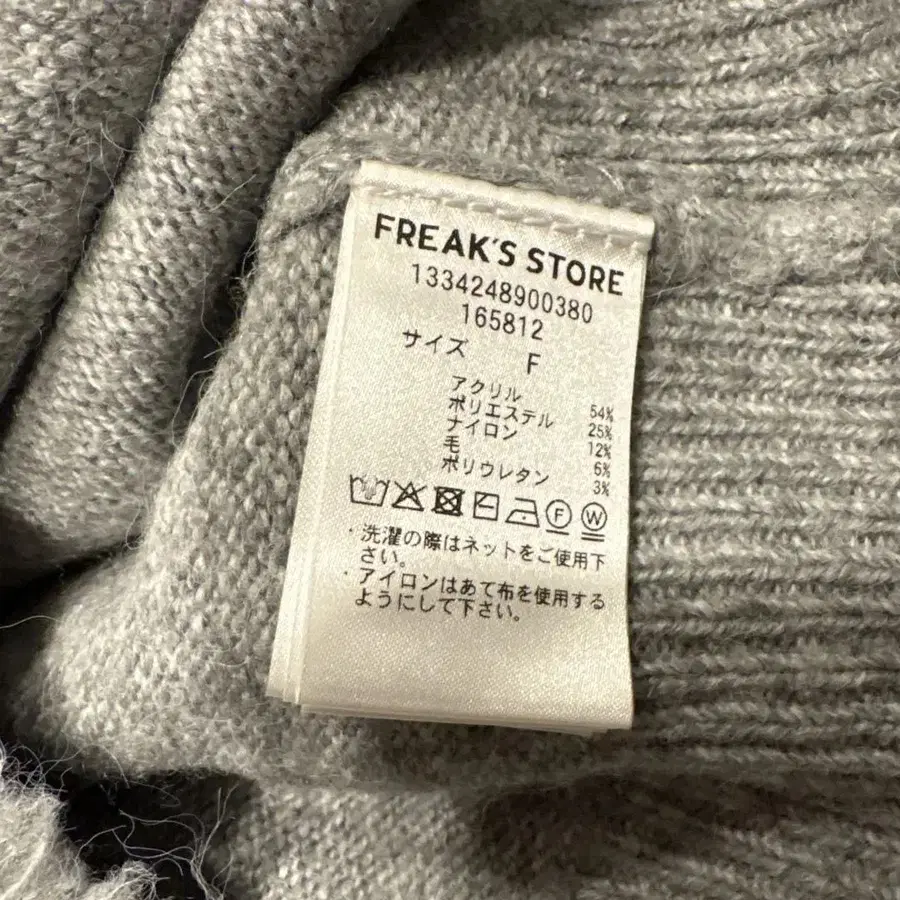 FREAK'S STORE
1334248900380
165812
サイズ F
アクリル 54%
ポリエステル 25%
ナイロン 12%
毛 6%
ポリウレタン 3%
F W
・洗濯の際はネットをご使用下
さい。
・アイロンはあて布を使用する
ようにして下さい。